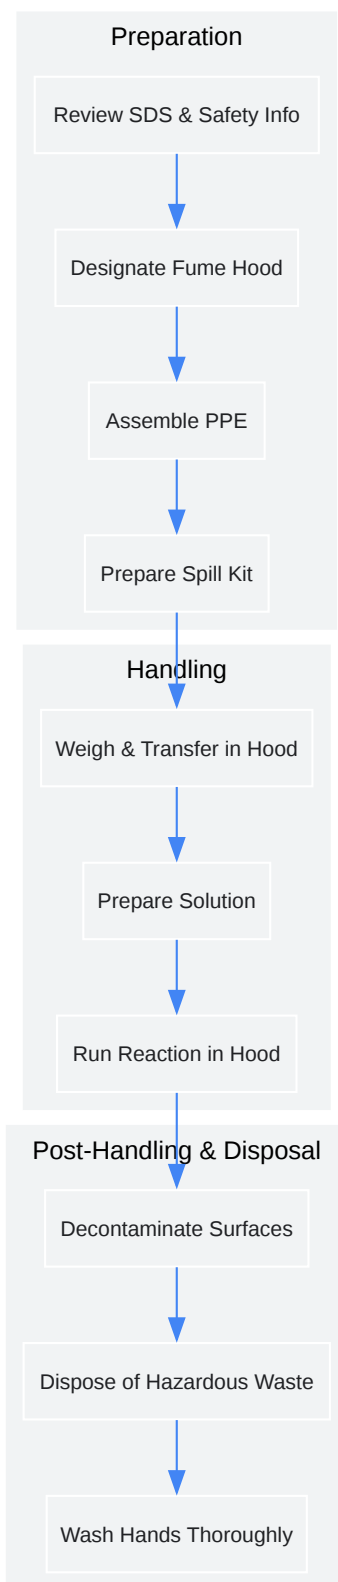 Preparation
Review SDS & Safety Info
Designate Fume Hood
Assemble PPE
Prepare Spill Kit
Handling
Weigh & Transfer in Hood
Prepare Solution
Run Reaction in Hood
Post-Handling & Disposal
Decontaminate Surfaces
Dispose of Hazardous Waste
Wash Hands Thoroughly